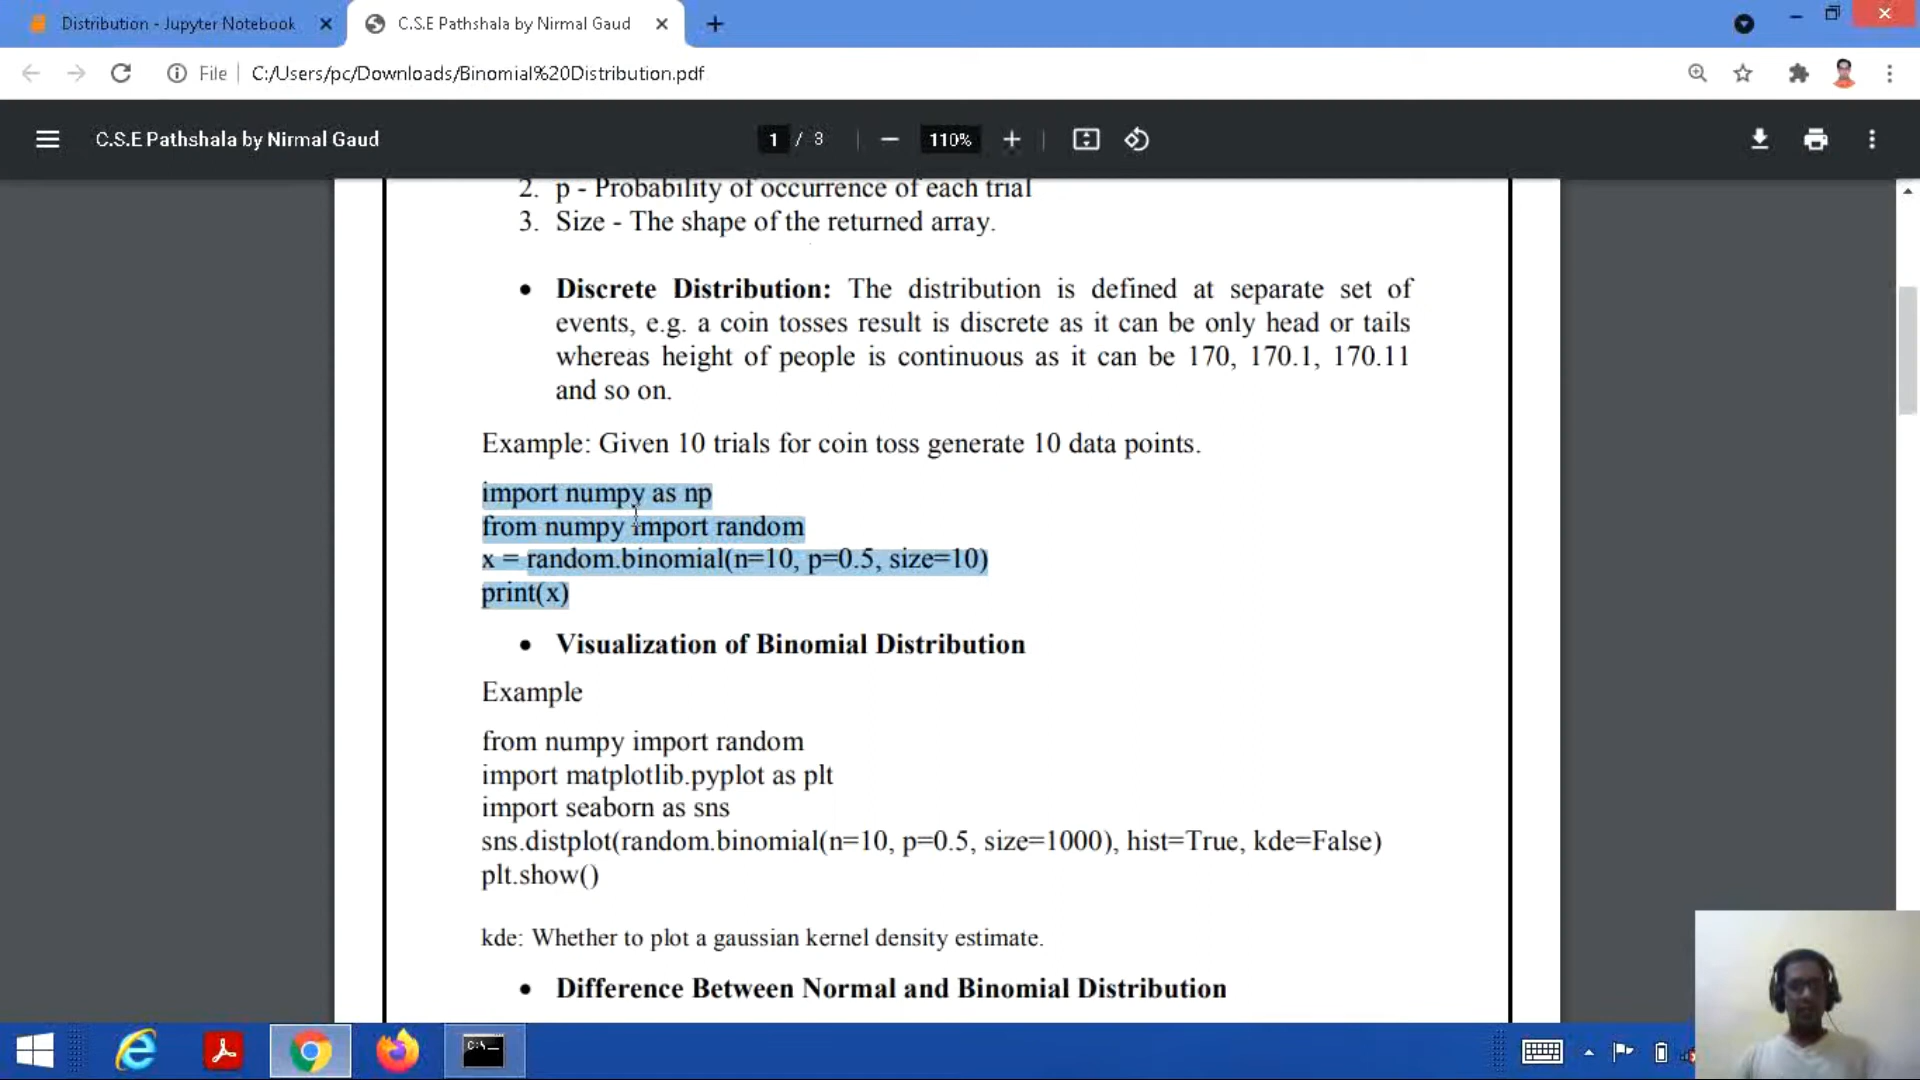 Distribution - Jupyter Notebook
C.S.E Pathshala by Nirmal Gaud
File
C:/Users/pc/Downloads/Binomial%20Distribution.pdf
C.S.E Pathshala by Nirmal Gaud
1 / 3
110%
2. p - Probability of occurrence of each trial
3. Size - The shape of the returned array.
• Discrete Distribution: The distribution is defined at separate set of
events, e.g. a coin tosses result is discrete as it can be only head or tails
whereas height of people is continuous as it can be 170, 170.1, 170.11
and so on.
Example: Given 10 trials for coin toss generate 10 data points.
import numpy as np
from numpy import random
x = random.binomial(n=10, p=0.5, size=10)
print(x)
• Visualization of Binomial Distribution
Example
from numpy import random
import matplotlib.pyplot as plt
import seaborn as sns
sns.distplot(random.binomial(n=10, p=0.5, size=1000), hist=True, kde=False)
plt.show()
kde: Whether to plot a gaussian kernel density estimate.
• Difference Between Normal and Binomial Distribution
C:\_